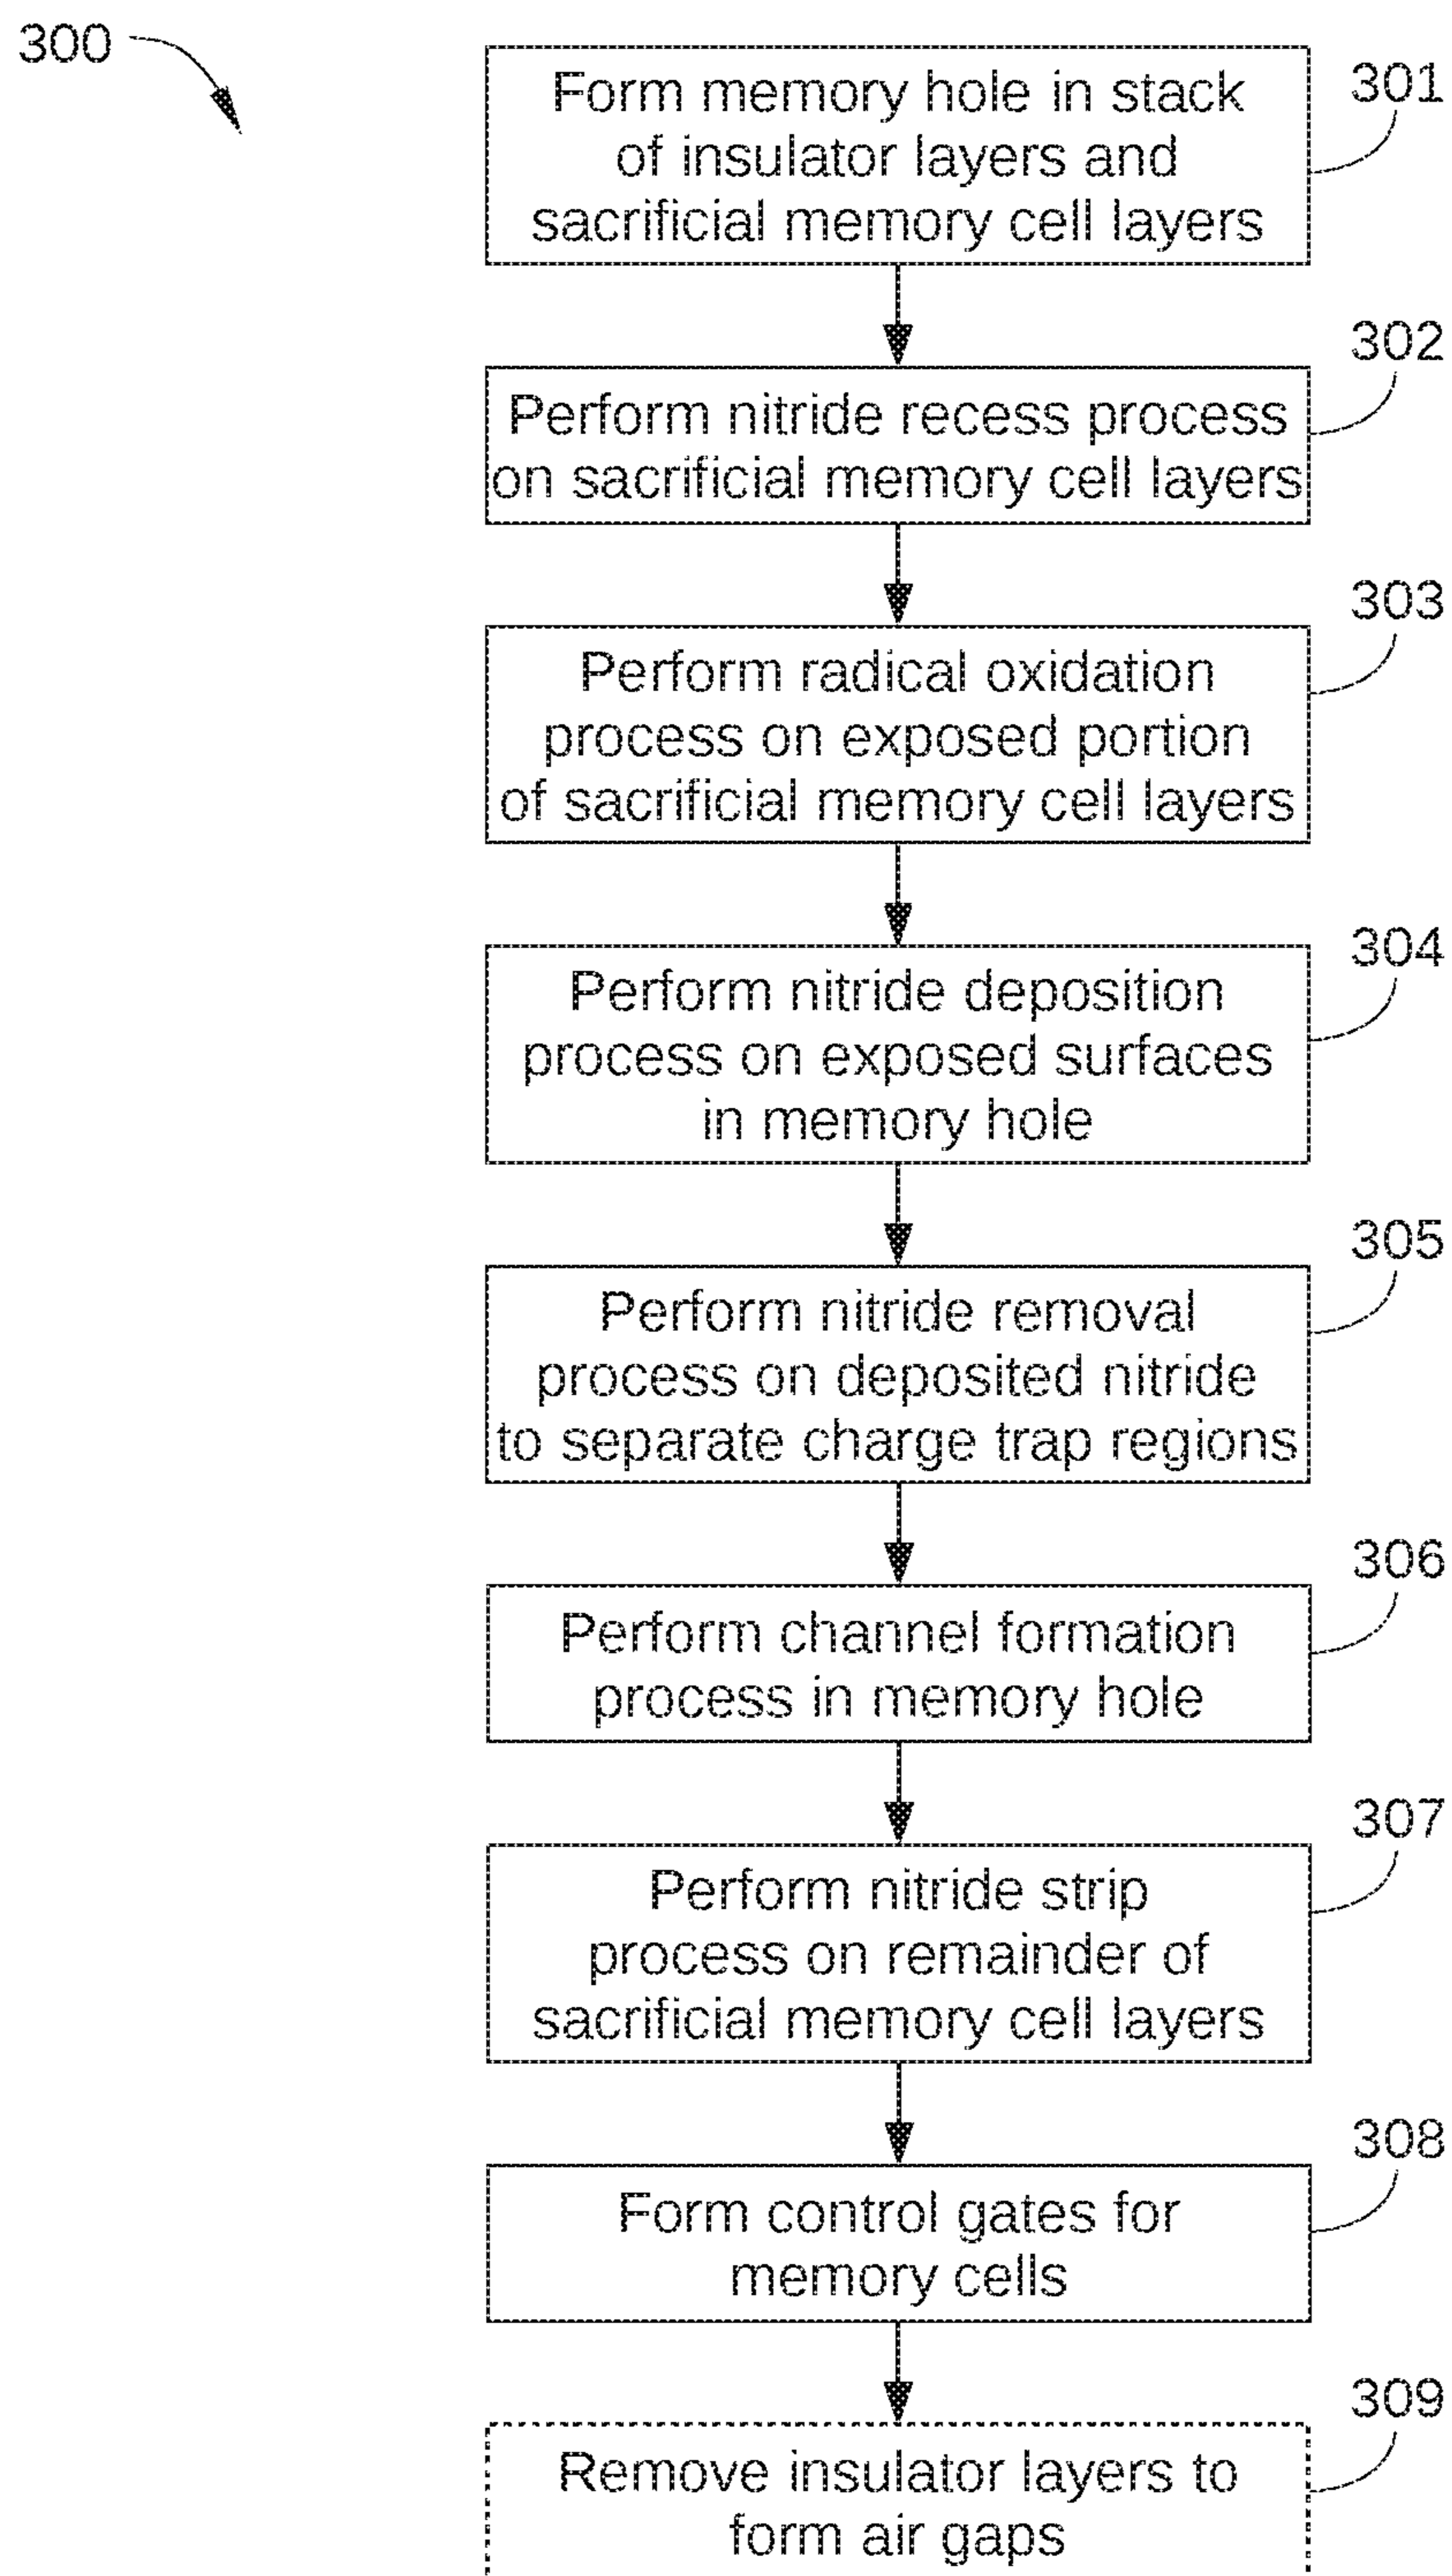 300
Form memory hole in stack
of insulator layers and
sacrificial memory cell layers
301
Perform nitride recess process
on sacrificial memory cell layers
302
Perform radical oxidation
process on exposed portion
of sacrificial memory cell layers
303
Perform nitride deposition
process on exposed surfaces
in memory hole
304
Perform nitride removal
process on deposited nitride
to separate charge trap regions
305
Perform channel formation
process in memory hole
306
Perform nitride strip
process on remainder of
sacrificial memory cell layers
307
Form control gates for
memory cells
308
Remove insulator layers to
form air gaps
309